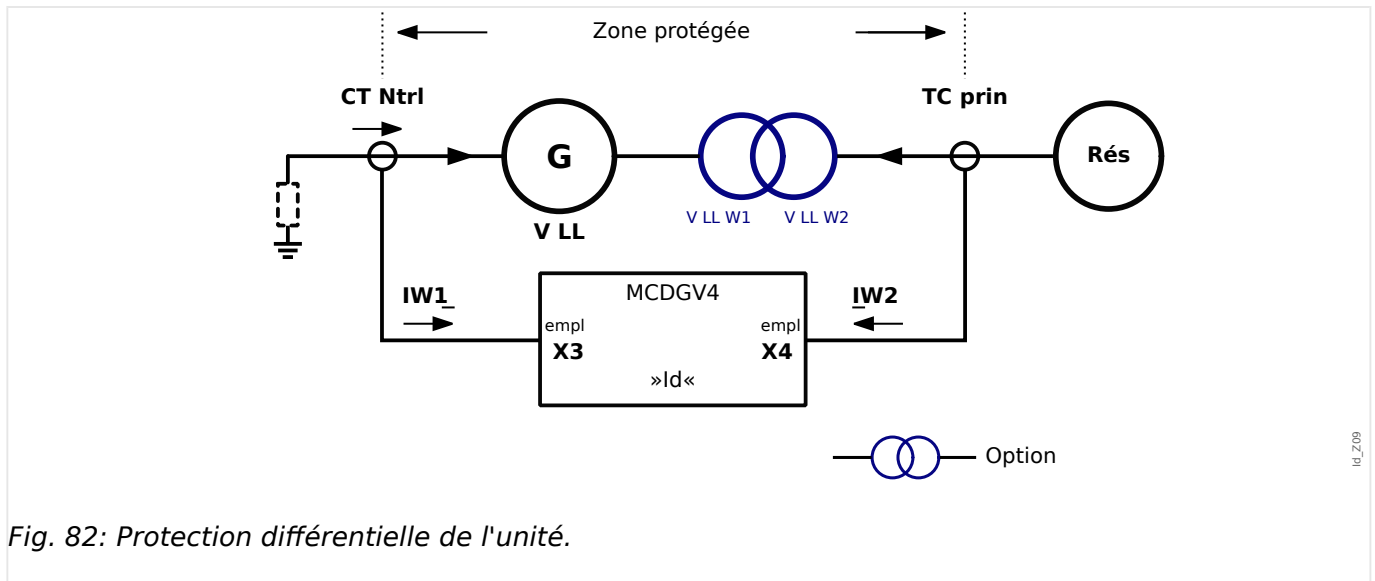 Zone protégée
CT Ntrl
TC prin
G
Rés
V LL W1
V LL W2
V LL
IW1
IW2
MCDGV4
empl
empl
X3
X4
»Id«
Option
Id_Z09
Fig. 82: Protection différentielle de l'unité.